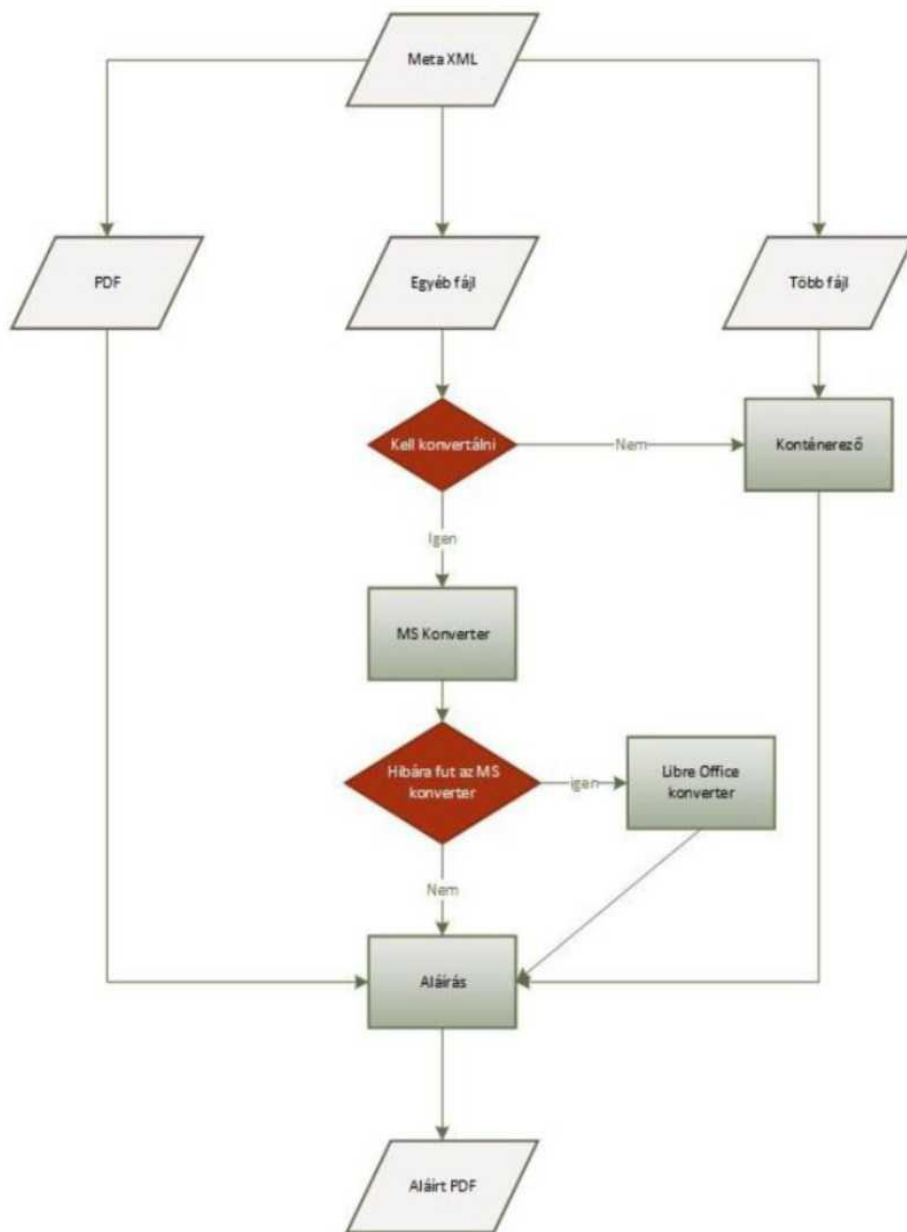 Meta XML
PDF
Egyéb fájl
Több fájl
Kell konvertálni
Nem
Konténerező
Igen
MS Konverter
Hibára fut az MS
konverter
igen
Libre Office
konverter
Nem
Aláírás
Aláírt PDF